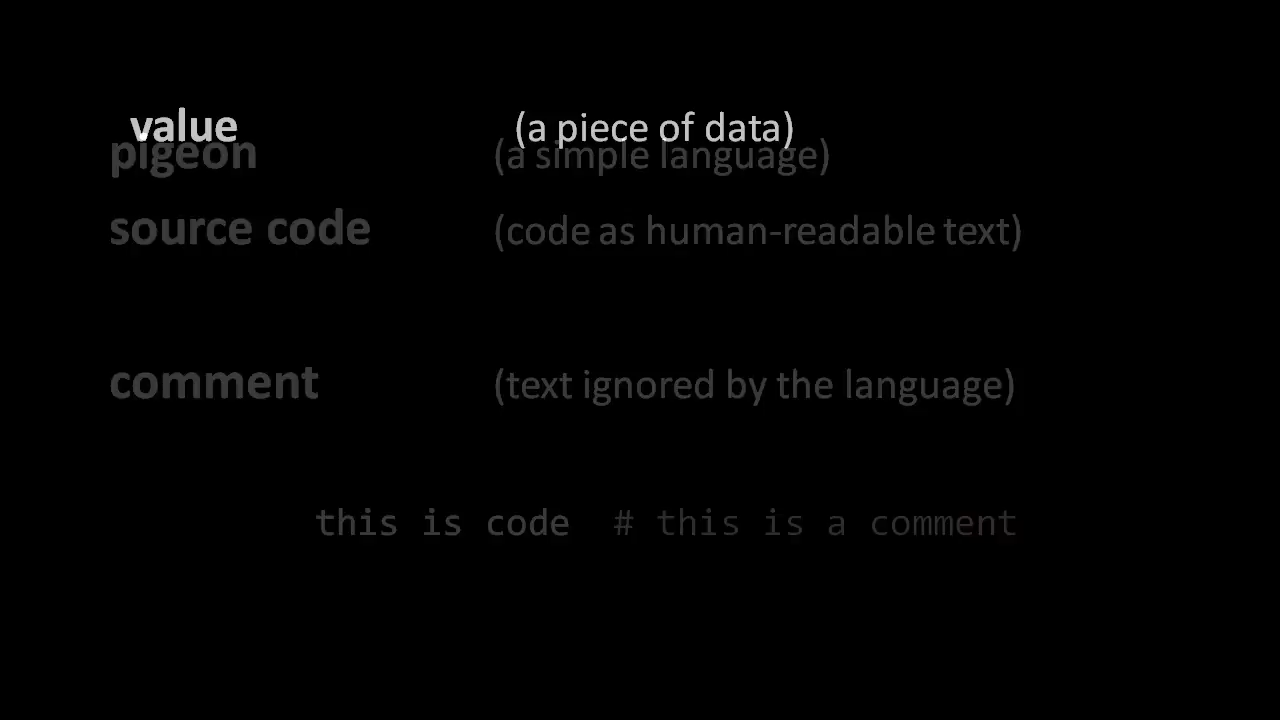 value (a piece of data)
pigeon (a simple language)
source code (code as human-readable text)
comment (text ignored by the language)
this is code # this is a comment